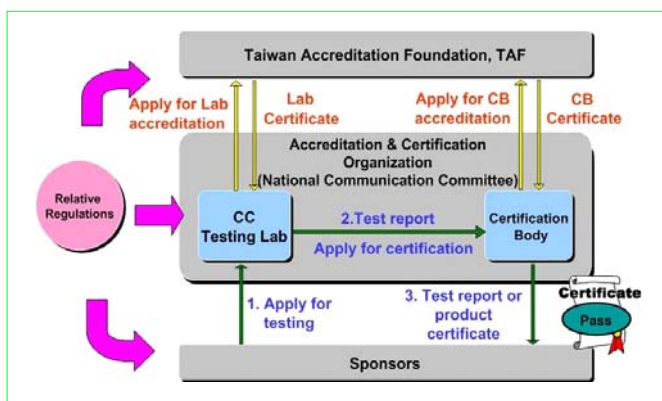 Taiwan Accreditation Foundation, TAF
Apply for Lab
accreditation
Lab
Certificate
Apply for CB
accreditation
CB
Certificate
Accreditation & Certification
Organization
(National Communication Committee)
Relative
Regulations
CC
Testing Lab
2.Test report
Apply for certification
Certification
Body
1. Apply for
testing
3. Test report or
product
certificate
Certificate
Pass
Sponsors